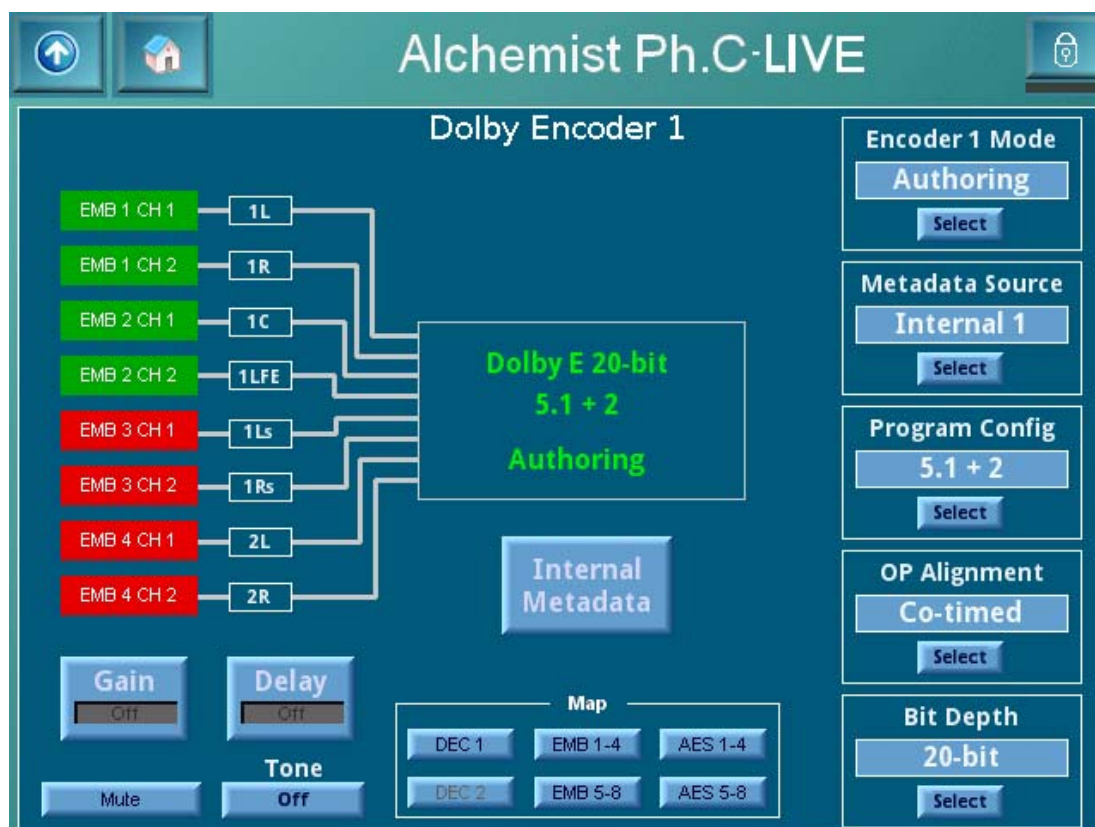 Alchemist Ph.C-LIVE
Dolby Encoder 1
EMB 1 CH 1
1L
EMB 1 CH 2
1R
EMB 2 CH 1
1C
EMB 2 CH 2
1LFE
EMB 3 CH 1
1Ls
EMB 3 CH 2
1Rs
EMB 4 CH 1
2L
EMB 4 CH 2
2R
Dolby E 20-bit
5.1 + 2
Authoring
Internal
Metadata
Gain
Off
Delay
Off
Mute
Tone
Off
Map
DEC 1
EMB 1-4
AES 1-4
DEC 2
EMB 5-8
AES 5-8
Encoder 1 Mode
Authoring
Select
Metadata Source
Internal 1
Select
Program Config
5.1 + 2
Select
OP Alignment
Co-timed
Select
Bit Depth
20-bit
Select